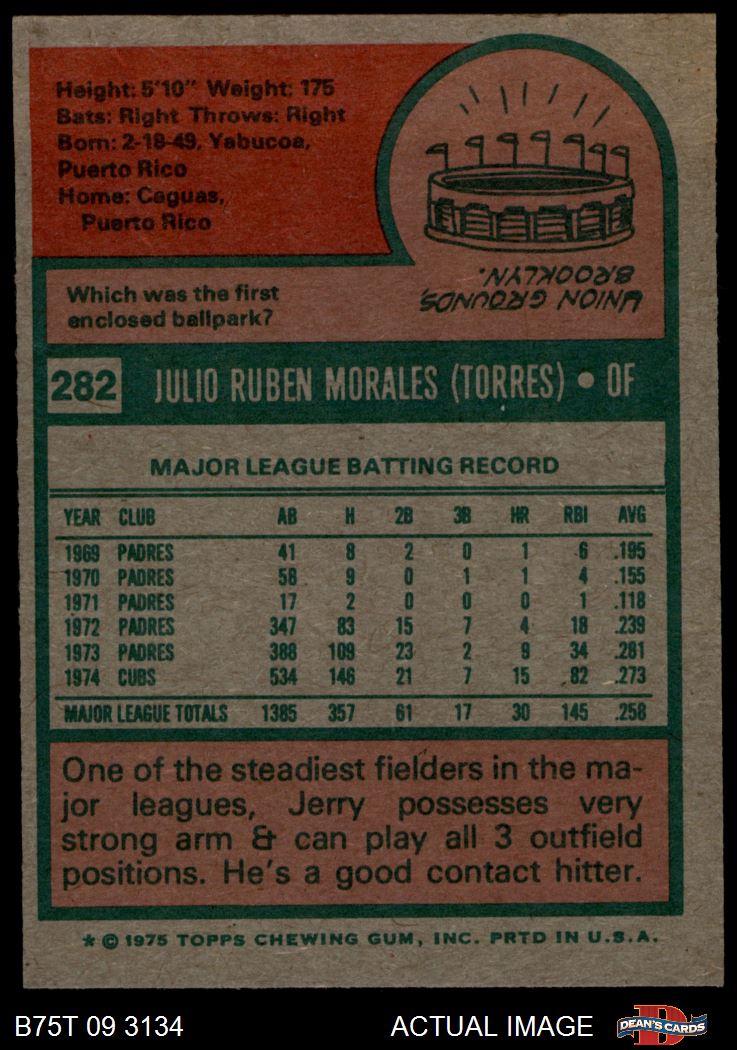 Height: 5'10" Weight: 175
Bats: Right Throws: Right
Born: 2-18-49, Yabucoa,
Puerto Rico
Home: Caguas,
Puerto Rico
Which was the first
enclosed ballpark?
UNION GROUNDS,
BROOKLYN.
282 JULIO RUBEN MORALES (TORRES) • OF
MAJOR LEAGUE BATTING RECORD
YEAR CLUB AB H 2B 3B HR RBI AVG
1969 PADRES 41 8 2 0 1 6 .195
1970 PADRES 58 9 0 1 1 4 .155
1971 PADRES 17 2 0 0 0 1 .118
1972 PADRES 347 83 15 7 4 18 .239
1973 PADRES 388 109 23 2 9 34 .281
1974 CUBS 534 146 21 7 15 82 .273
MAJOR LEAGUE TOTALS 1385 357 61 17 30 145 .258
One of the steadiest fielders in the ma-
jor leagues, Jerry possesses very
strong arm & can play all 3 outfield
positions. He's a good contact hitter.
* © 1975 TOPPS CHEWING GUM, INC. PRTD IN U.S.A.
B75T 09 3134 ACTUAL IMAGE D DEAN'S CARDS